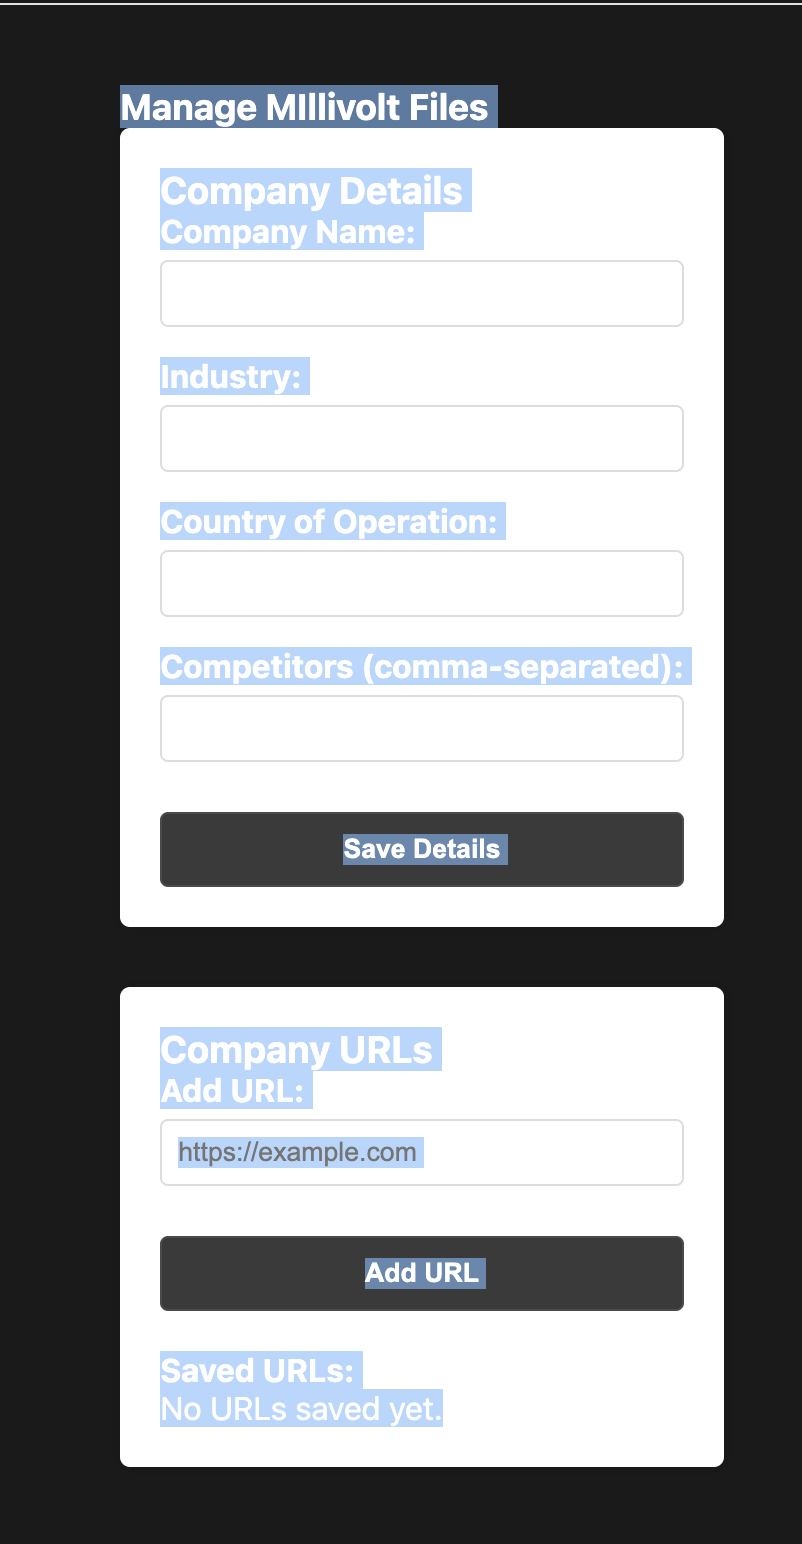 Manage MIllivolt Files
Company Details
Company Name:
Industry:
Country of Operation:
Competitors (comma-separated):
Save Details
Company URLs
Add URL:
https://example.com
Add URL
Saved URLs:
No URLs saved yet.